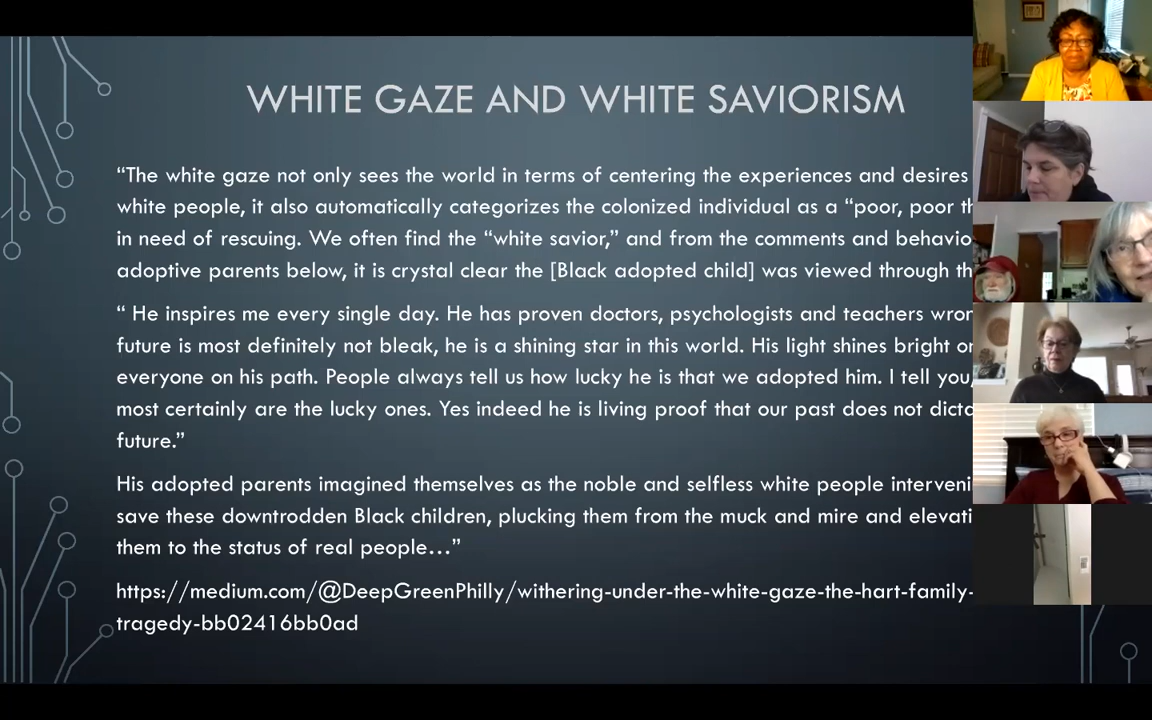 WHITE GAZE AND WHITE SAVIORISM
“The white gaze not only sees the world in terms of centering the experiences and desires
white people, it also automatically categorizes the colonized individual as a “poor, poor
in need of rescuing. We often find the “white savior,” and from the comments and
adoptive parents below, it is crystal clear the [Black adopted child] was viewed through
“ He inspires me every single day. He has proven doctors, psychologists and teachers
future is most definitely not bleak, he is a shining star in this world. His light shines bright
everyone on his path. People always tell us how lucky he is that we adopted him. I tell you,
most certainly are the lucky ones. Yes indeed he is living proof that our past does not
future.”
His adopted parents imagined themselves as the noble and selfless white people
save these downtrodden Black children, plucking them from the muck and mire and
them to the status of real people…”
https://medium.com/@DeepGreenPhilly/withering-under-the-white-gaze-the-hart-family-
tragedy-bb02416bb0ad